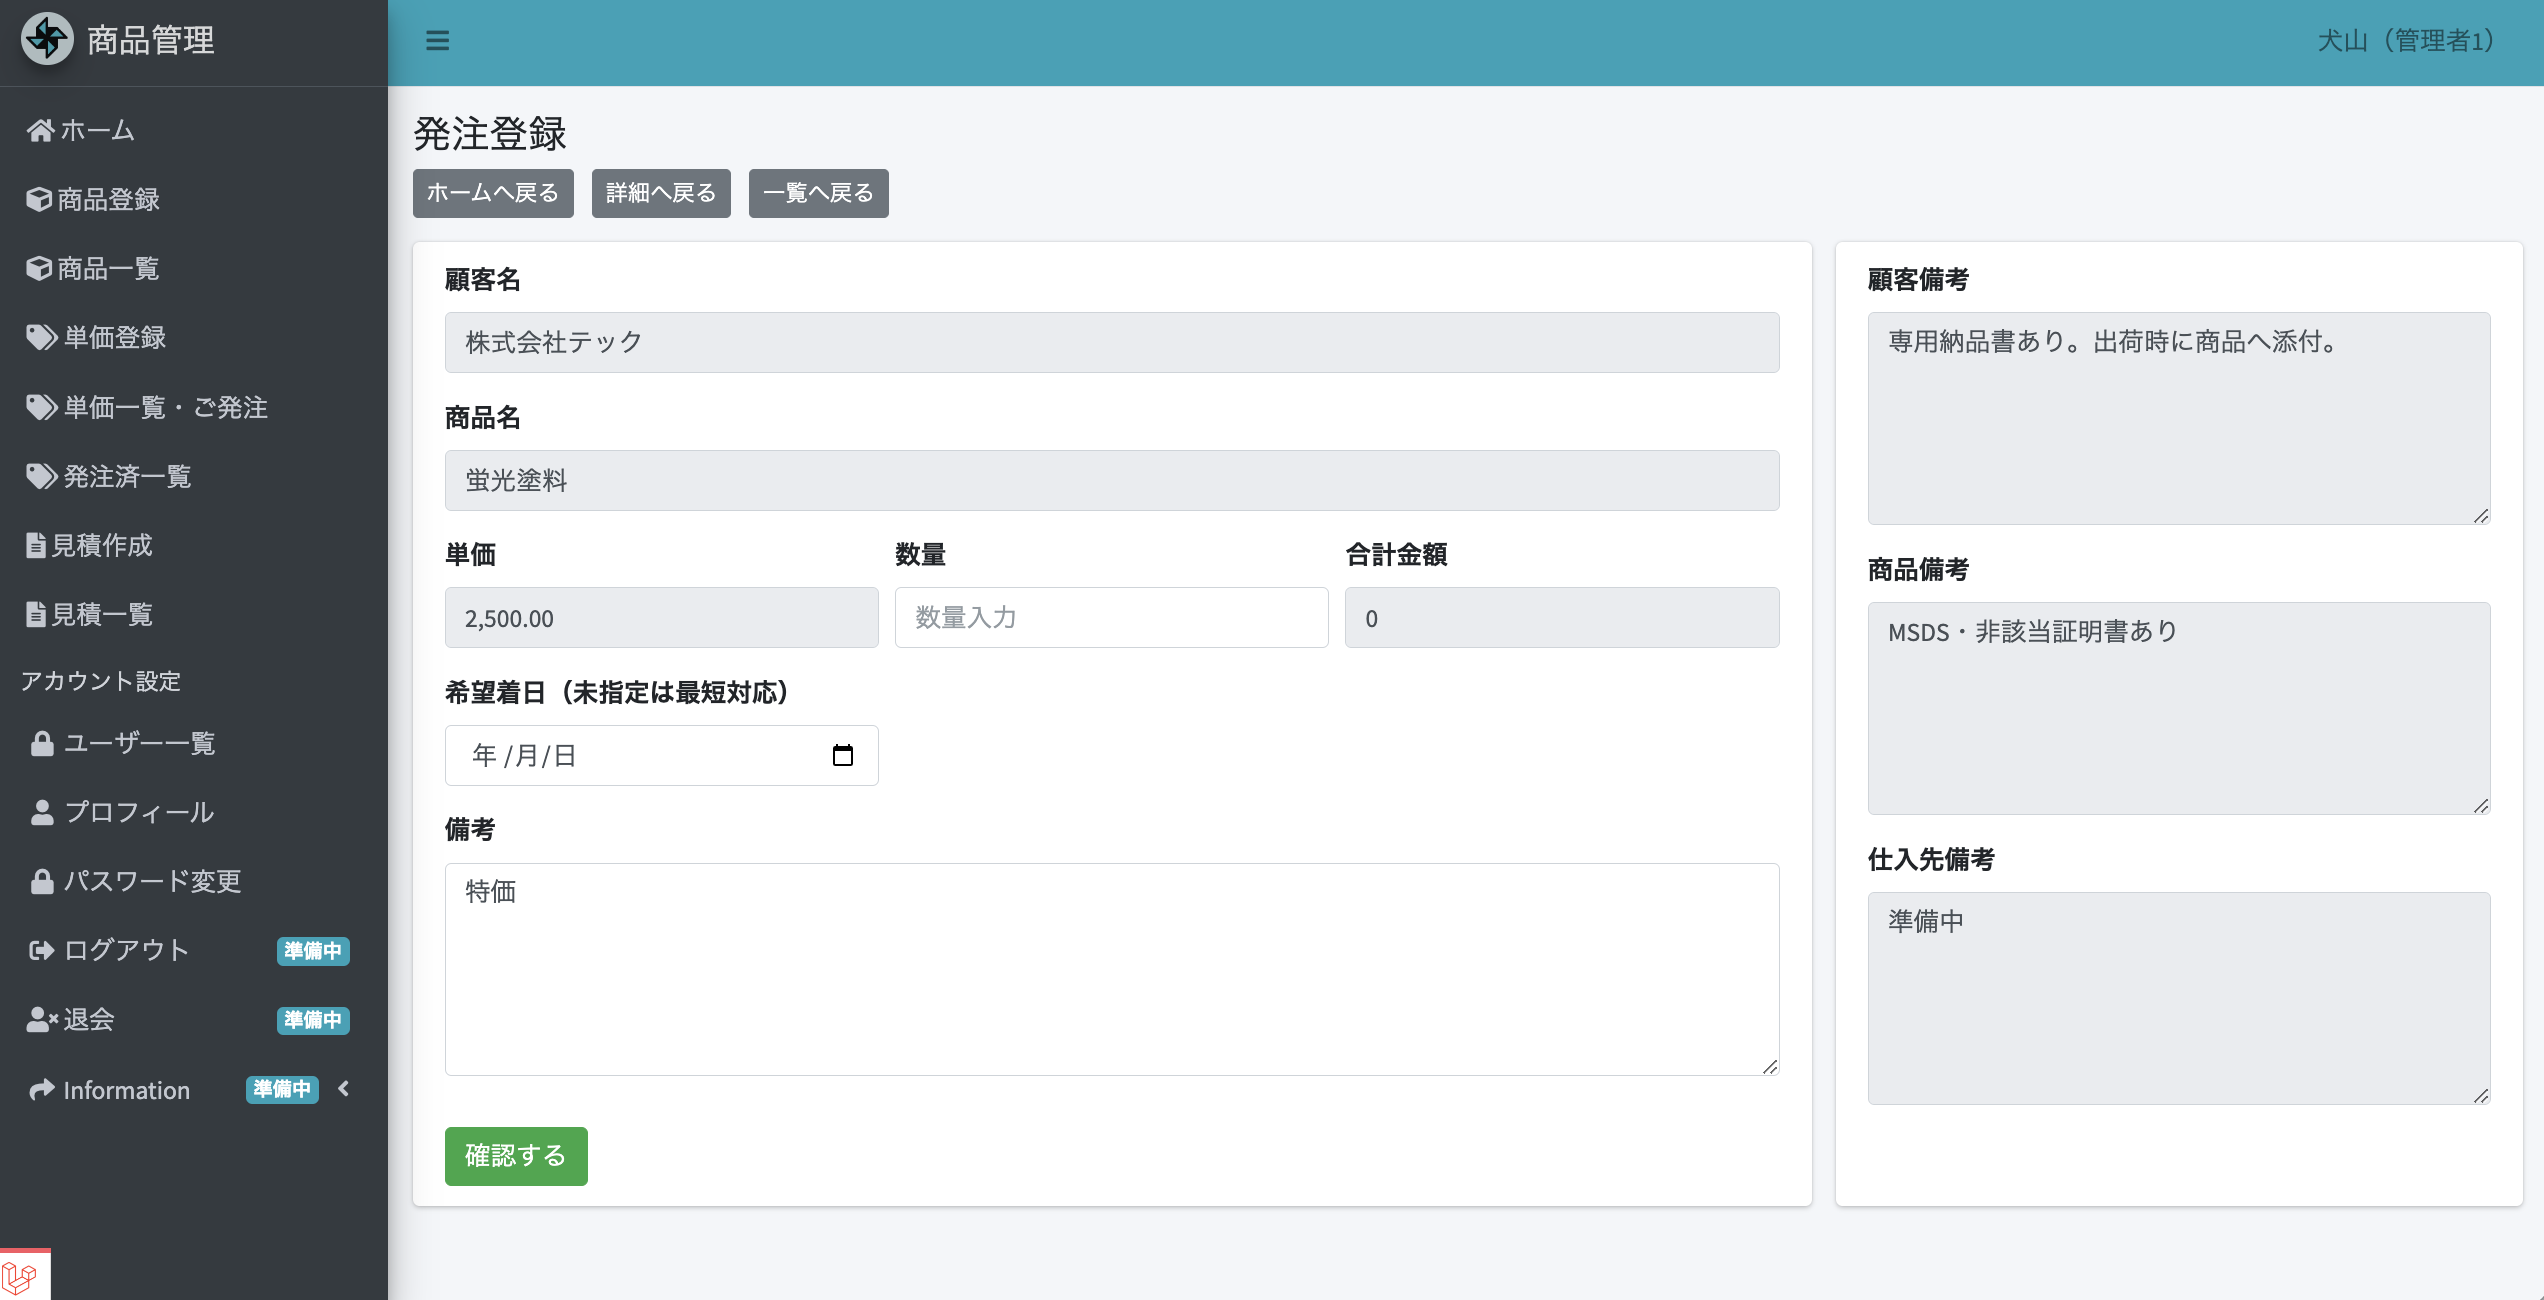 商品管理
犬山（管理者1）
ホーム
商品登録
商品一覧
単価登録
単価一覧・ご発注
発注済一覧
見積作成
見積一覧
アカウント設定
ユーザー一覧
プロフィール
パスワード変更
ログアウト 準備中
退会 準備中
Information 準備中
発注登録
ホームへ戻る 詳細へ戻る 一覧へ戻る
顧客名
株式会社テック
商品名
蛍光塗料
単価 数量 合計金額
2,500.00 数量入力 0
希望着日（未指定は最短対応）
年 /月/日
備考
特価
確認する
顧客備考
専用納品書あり。出荷時に商品へ添付。
商品備考
MSDS・非該当証明書あり
仕入先備考
準備中